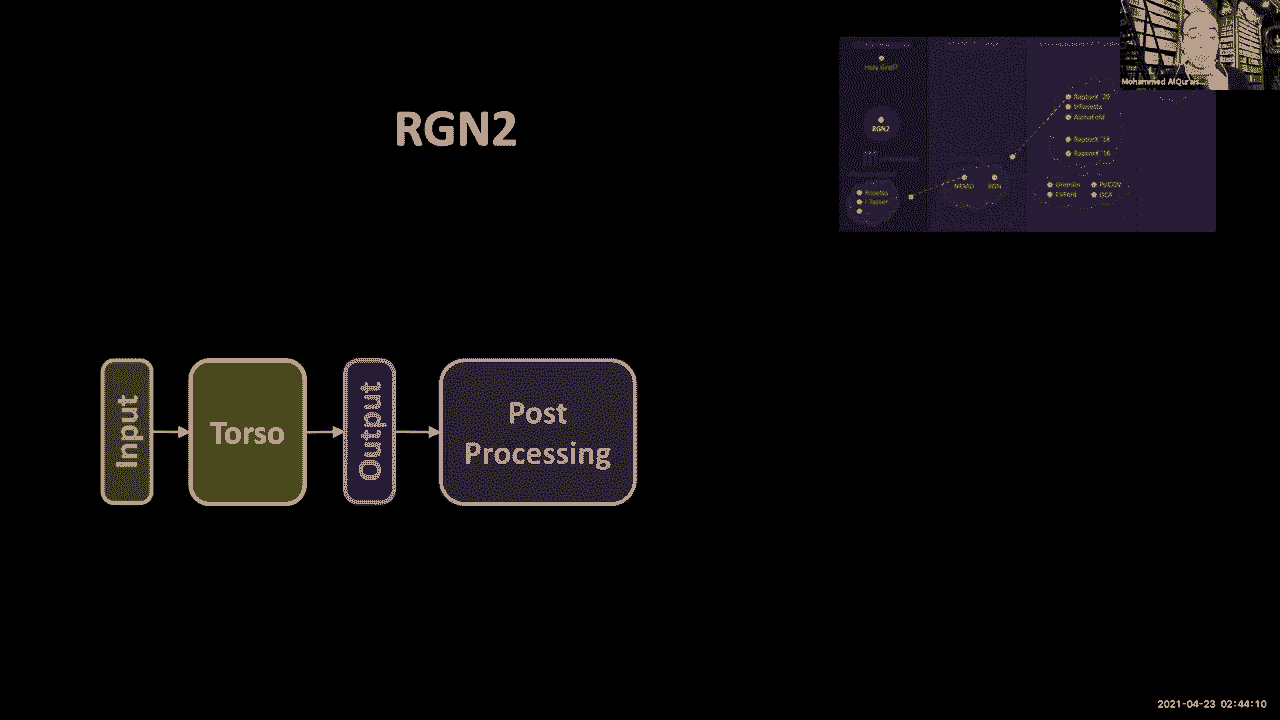 RGN2
Input
Torso
Output
Post
Processing
Holy Grail?
RGN2
Rosetta
I-Tasser
NEMO
RGN
RaptorX '20
trRosetta
AlphaFold
RaptorX '18
RaptorX '16
Gremlin
PSICOV
EVFold
DCA
Mohammed AlQurais...
2021-04-23 02:44:10